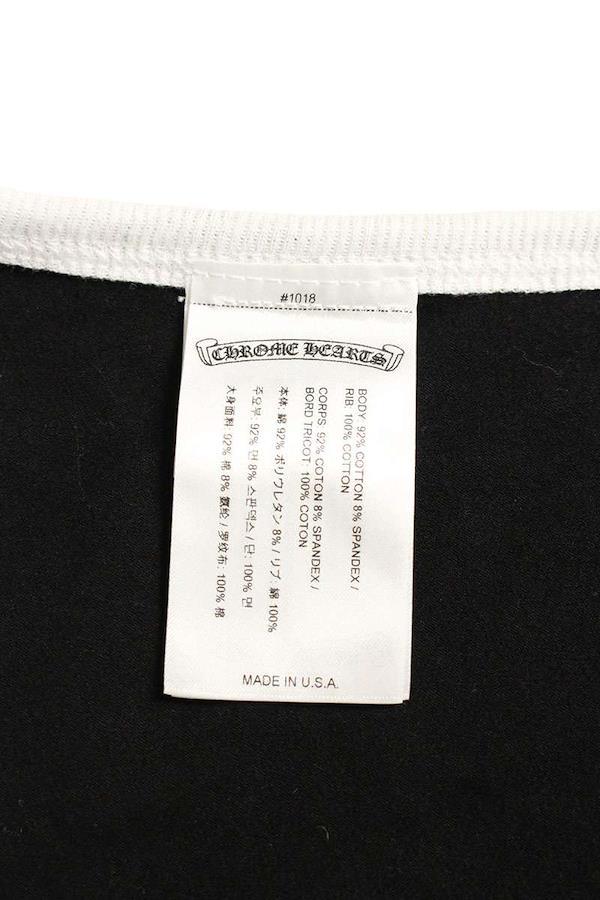 #1018
CHROME HEARTS
BODY: 92% COTTON 8% SPANDEX /
RIB: 100% COTTON
CORPS: 92% COTON 8% SPANDEX /
BORD TRICOT: 100% COTON
本体: 綿 92% ポリウレタン 8% / リブ: 綿 100%
주요부: 92% 면 8% 스판덱스 / 단: 100% 면
大身面料: 92% 棉 8% 氨纶 / 罗纹布: 100% 棉
MADE IN U.S.A.